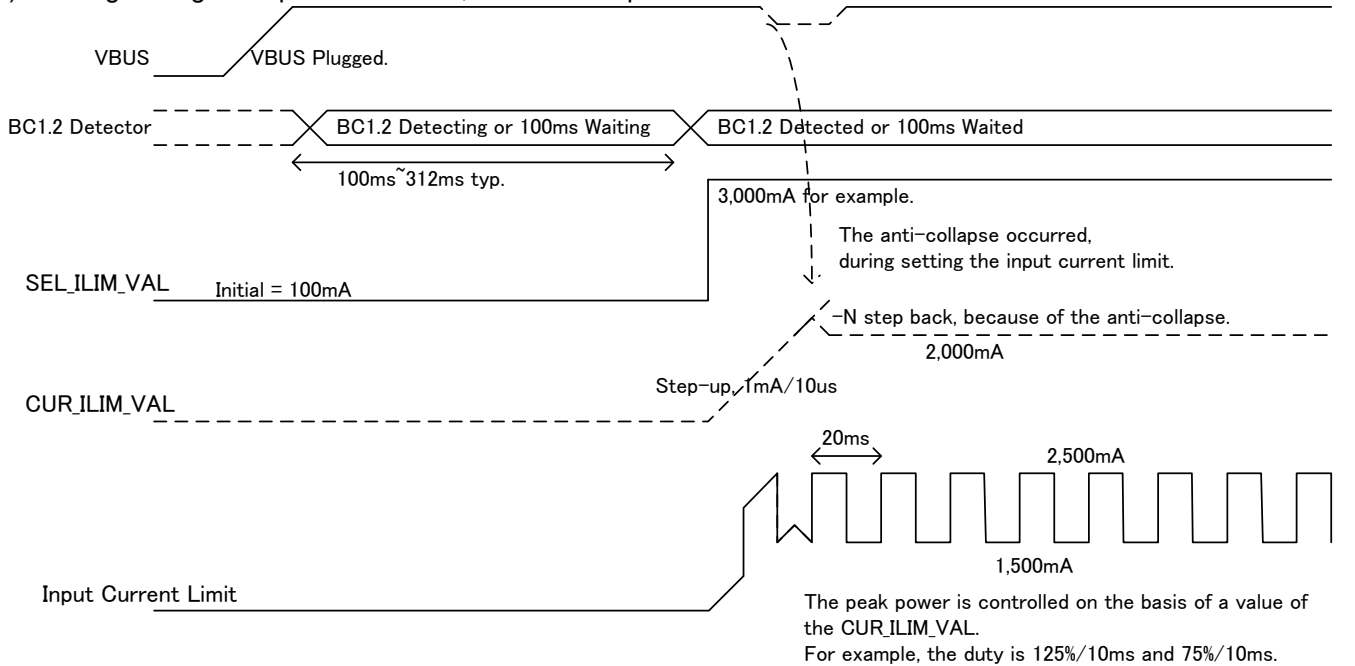 VBUS
VBUS Plugged.
BC1.2 Detector
BC1.2 Detecting or 100ms Waiting
BC1.2 Detected or 100ms Waited
100ms~312ms typ.
3,000mA for example.
The anti-collapse occurred,
during setting the input current limit.
SEL_ILIM_VAL
Initial = 100mA
-N step back, because of the anti-collapse.
2,000mA
Step-up, 1mA/10us
CUR_ILIM_VAL
20ms
2,500mA
1,500mA
Input Current Limit
The peak power is controlled on the basis of a value of
the CUR_ILIM_VAL.
For example, the duty is 125%/10ms and 75%/10ms.